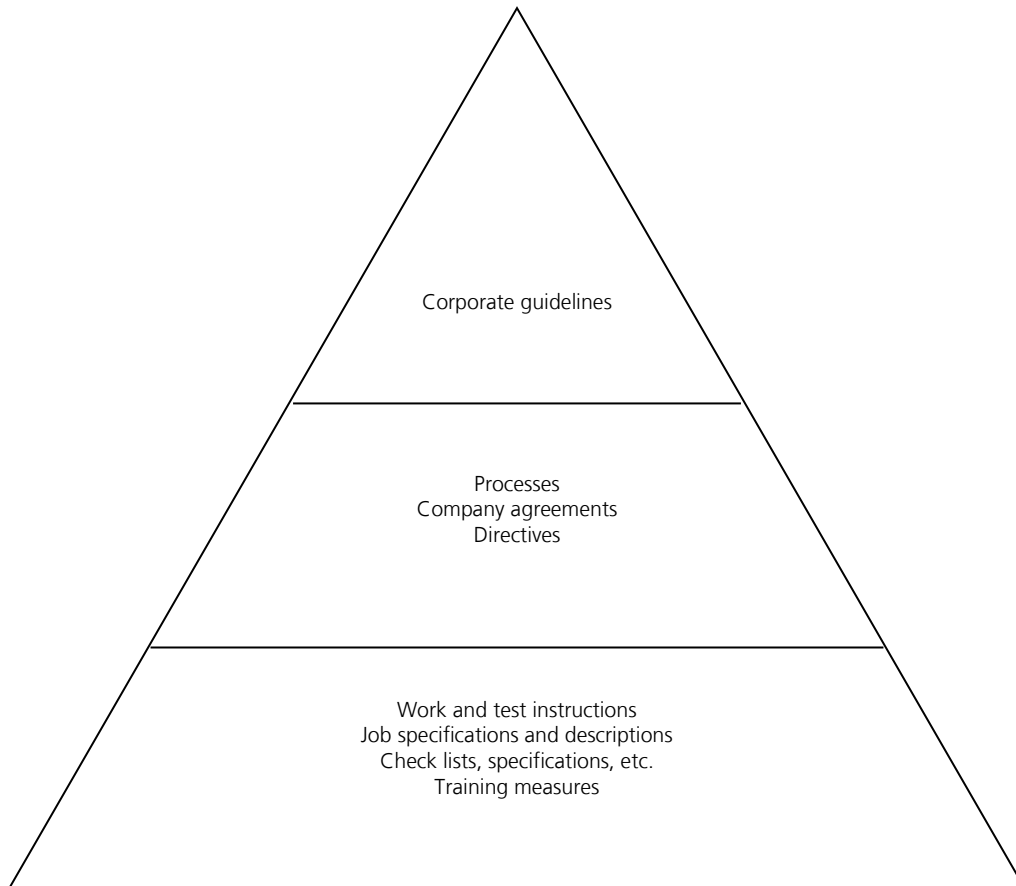 Corporate guidelines
Processes
Company agreements
Directives
Work and test instructions
Job specifications and descriptions
Check lists, specifications, etc.
Training measures